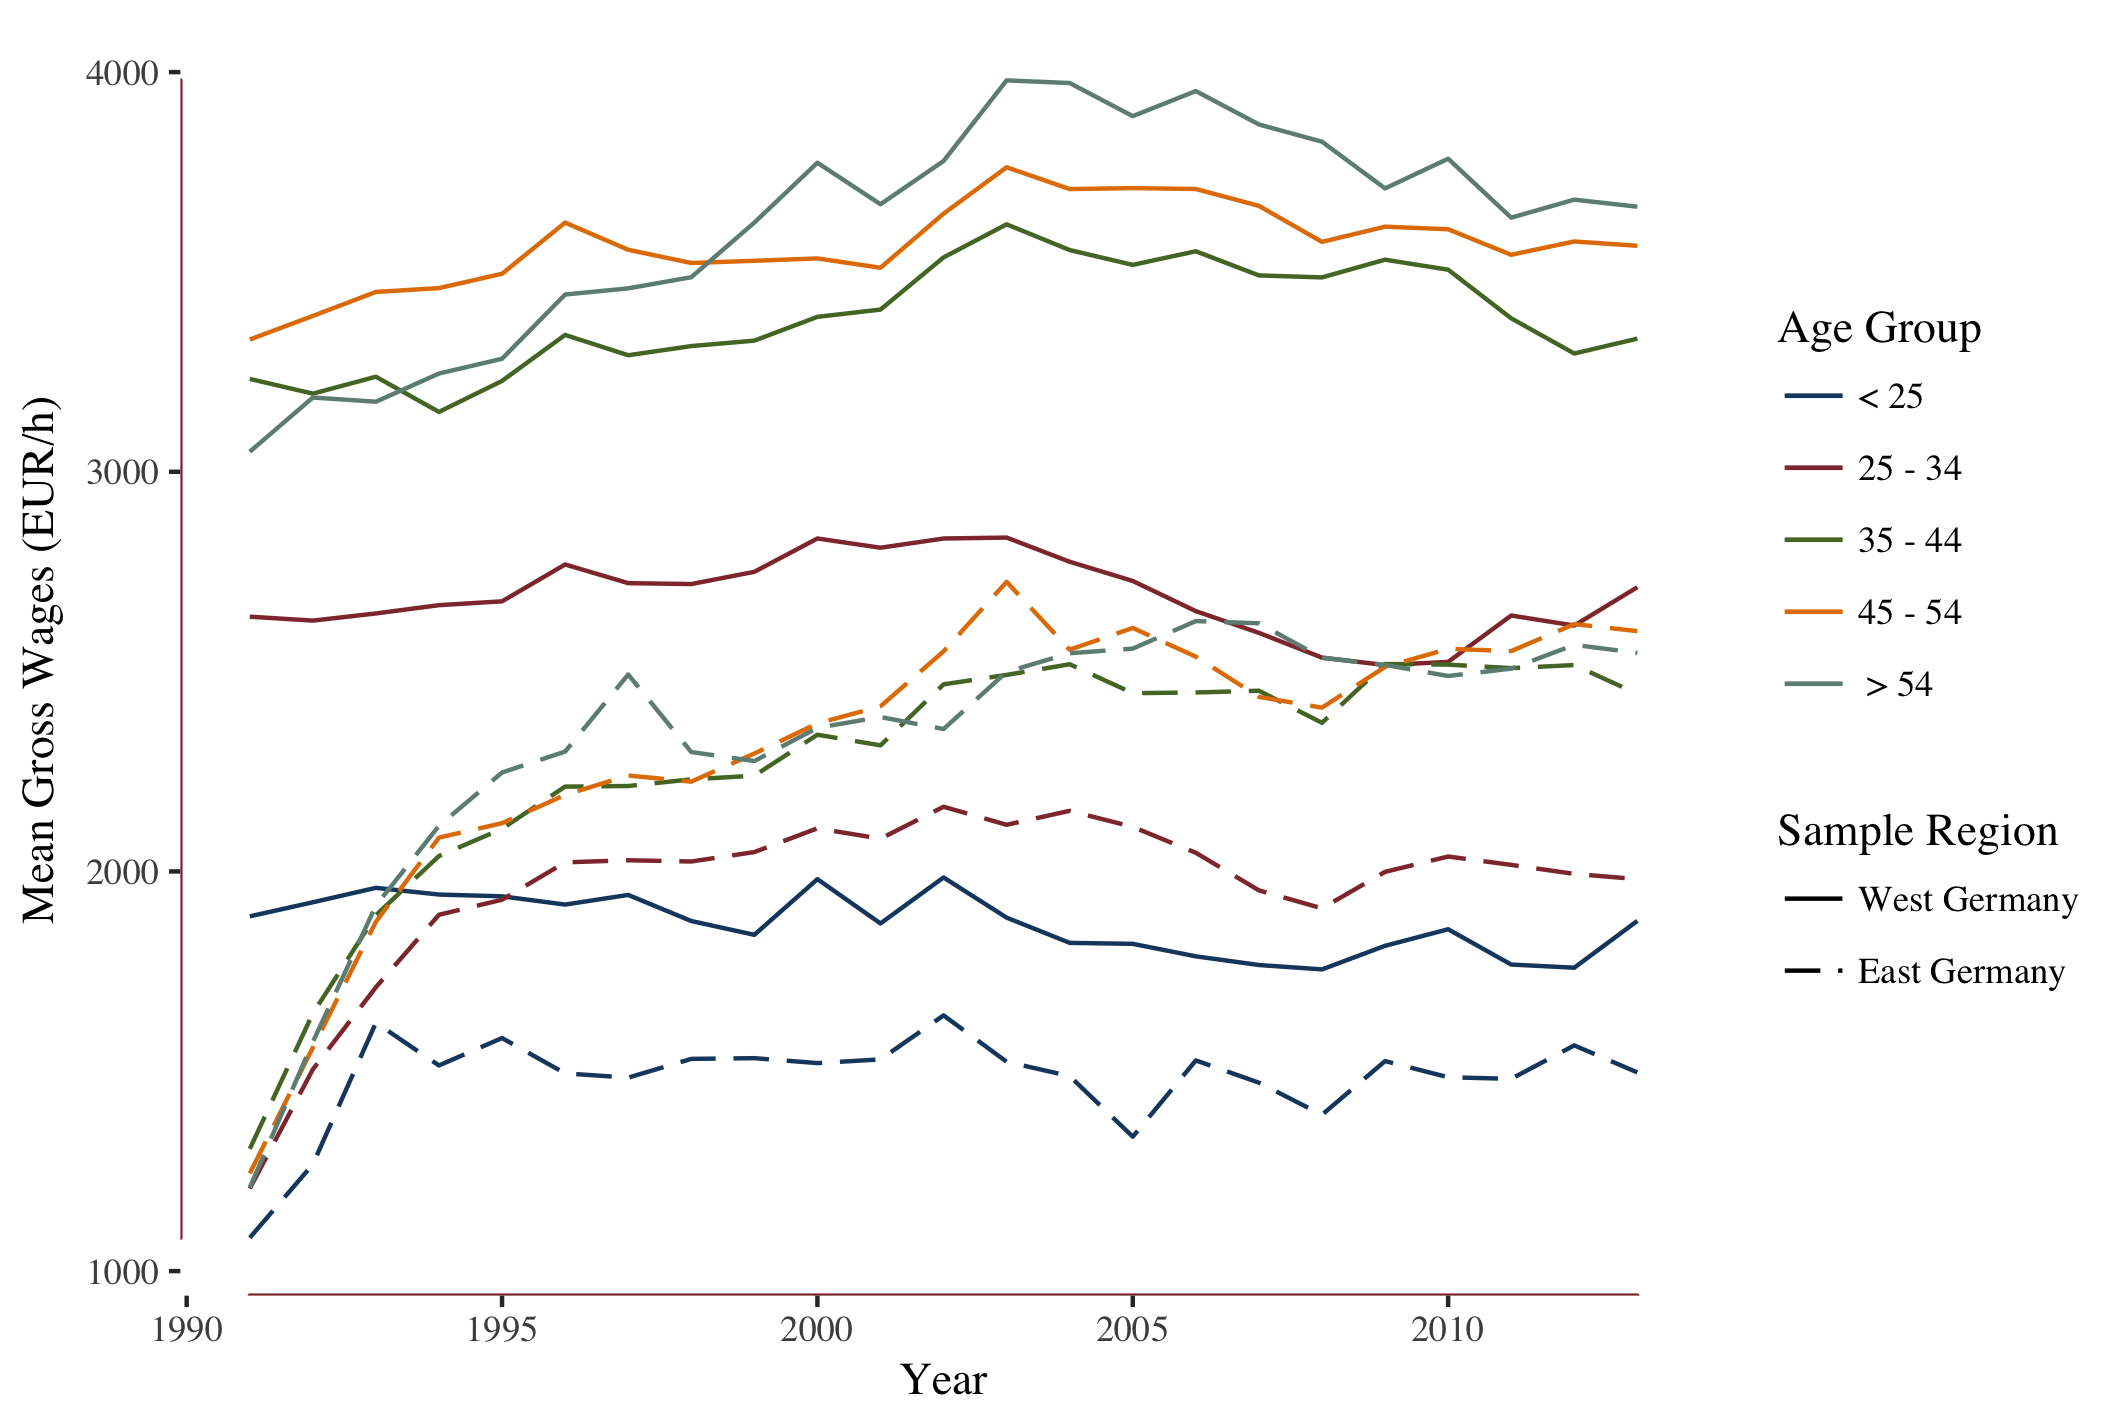 4000
3000
2000
1000
Mean Gross Wages (EUR/h)
1990
1995
2000
2005
2010
Year
Age Group
< 25
25 - 34
35 - 44
45 - 54
> 54
Sample Region
West Germany
East Germany